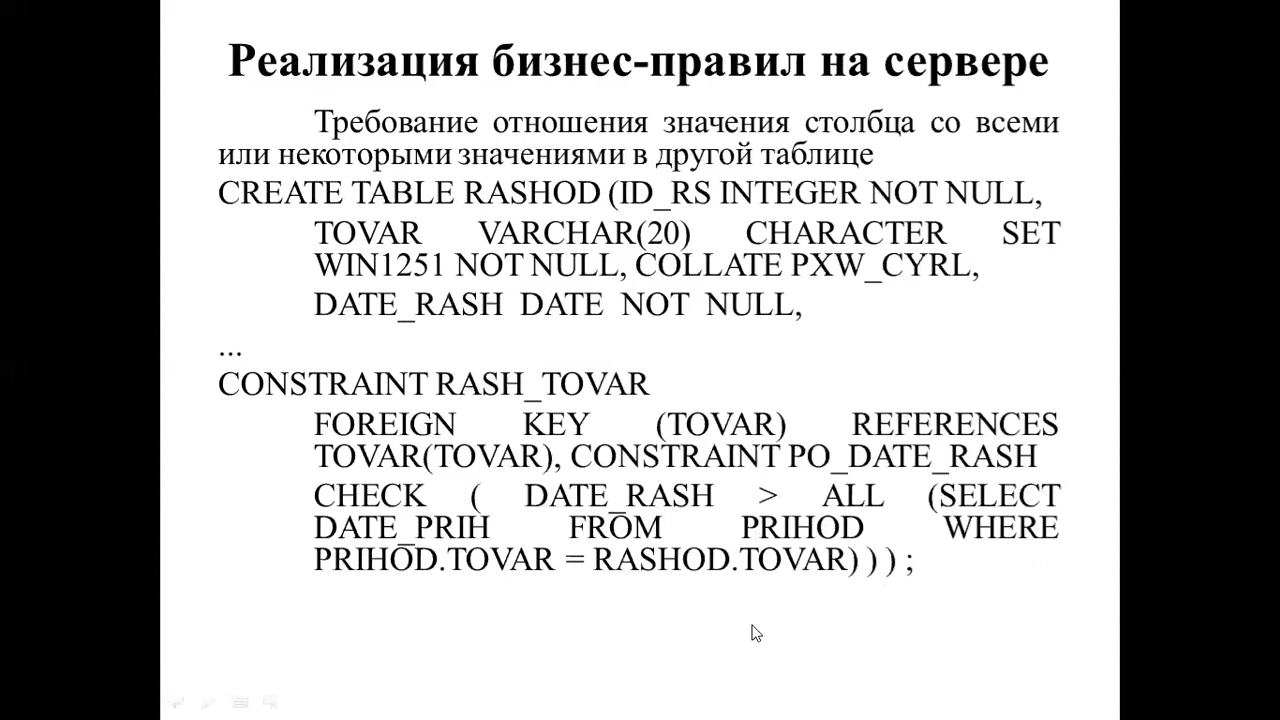 Реализация бизнес-правил на сервере
Требование отношения значения столбца со всеми
или некоторыми значениями в другой таблице
CREATE TABLE RASHOD (ID_RS INTEGER NOT NULL,
TOVAR VARCHAR(20) CHARACTER SET
WIN1251 NOT NULL, COLLATE PXW_CYRL,
DATE_RASH DATE NOT NULL,
...
CONSTRAINT RASH_TOVAR
FOREIGN KEY (TOVAR) REFERENCES
TOVAR(TOVAR), CONSTRAINT PO_DATE_RASH
CHECK ( DATE_RASH > ALL (SELECT
DATE_PRIH FROM PRIHOD WHERE
PRIHOD.TOVAR = RASHOD.TOVAR) ) ) ;